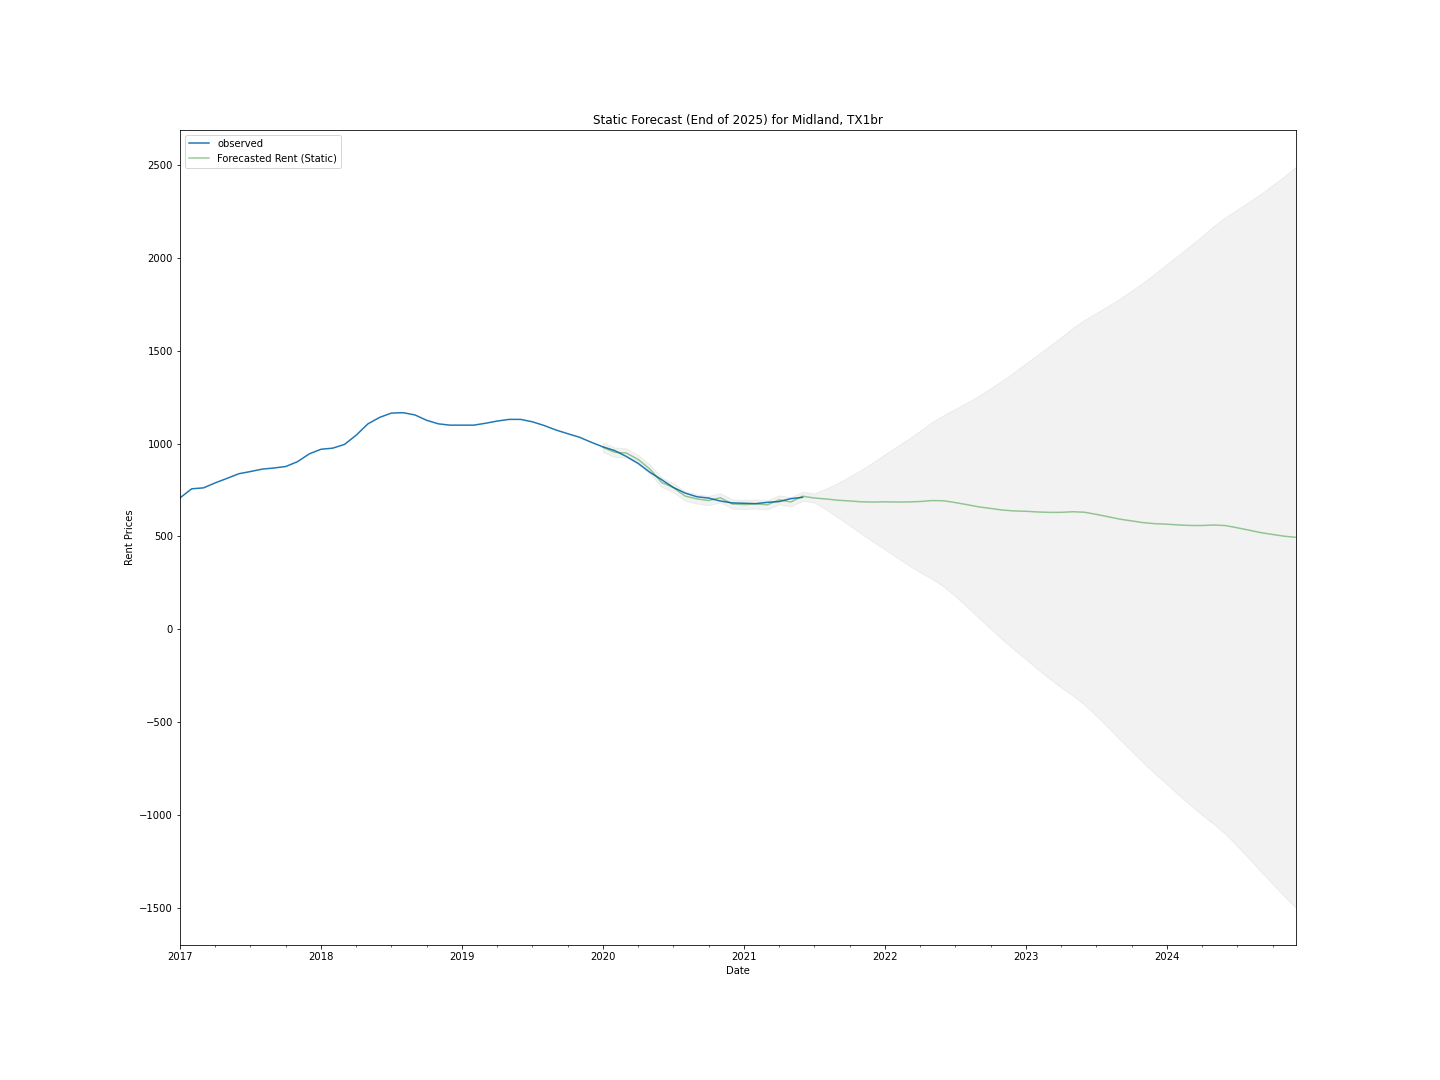 Static Forecast (End of 2025) for Midland, TX1br
observed
Forecasted Rent (Static)
2500
2000
1500
1000
500
0
−500
−1000
−1500
Rent Prices
2017 2018 2019 2020 2021 2022 2023 2024
Date